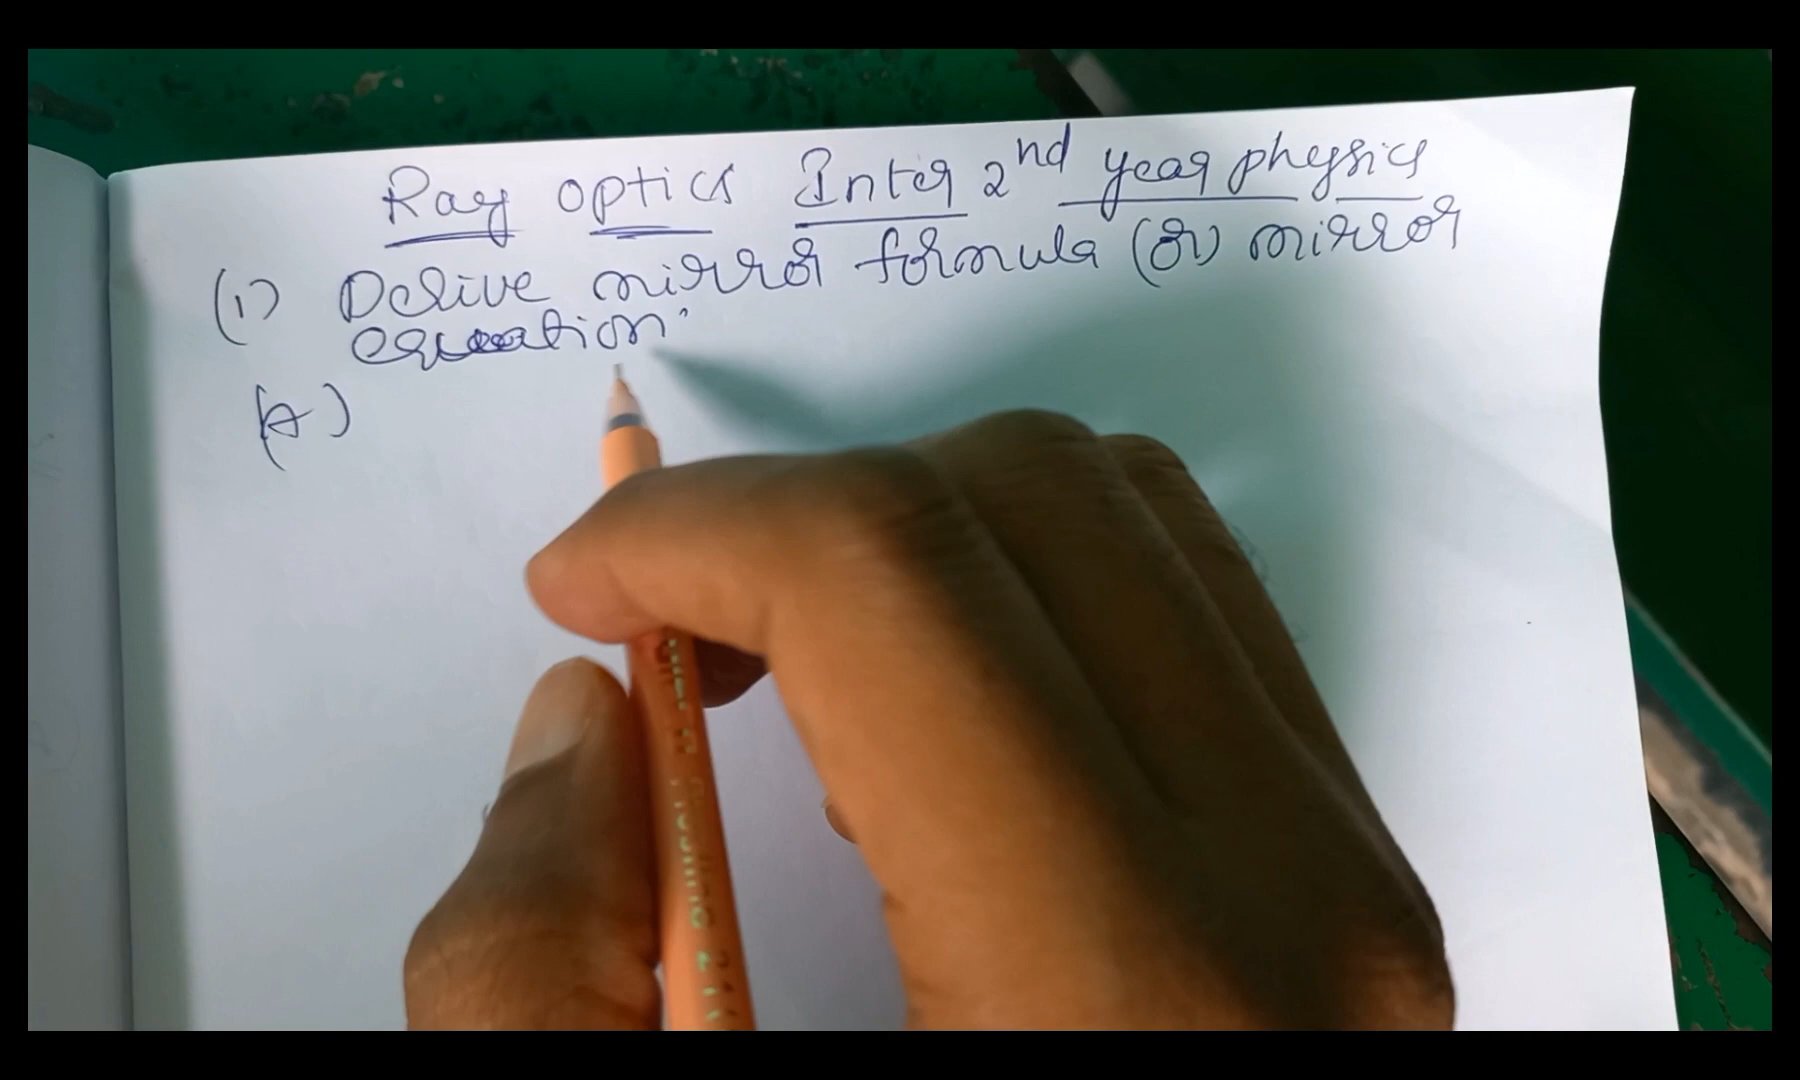 Ray optics Inter 2nd year physics
(1) Derive mirror formula (or) mirror
equation.
(A)